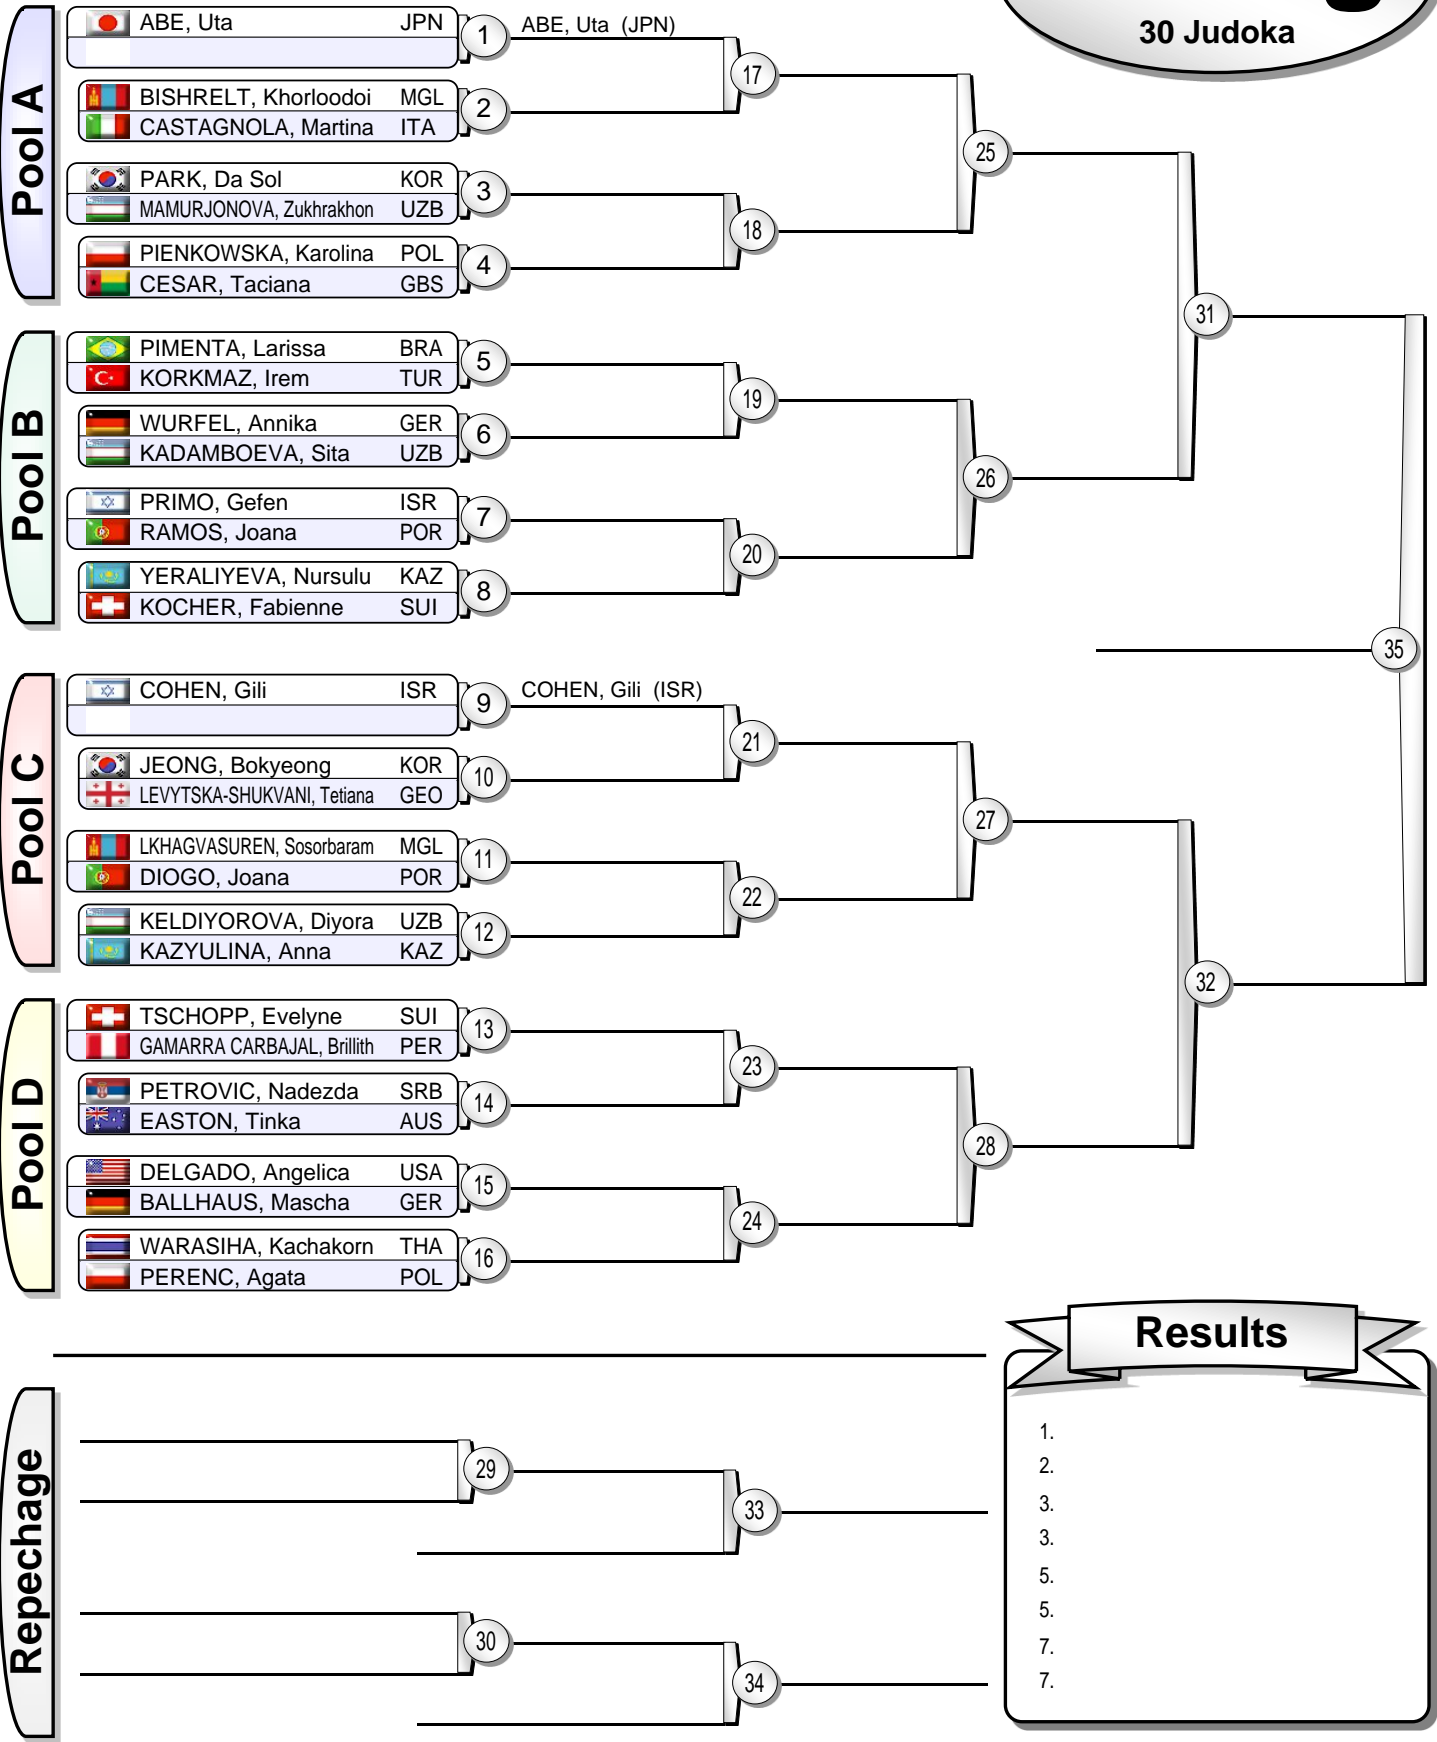 30 Judoka
Pool A
ABE, Uta JPN
1
ABE, Uta (JPN)
17
BISHRELT, Khorloodoi MGL
2
CASTAGNOLA, Martina ITA
25
PARK, Da Sol KOR
3
MAMURJONOVA, Zukhrakhon UZB
18
PIENKOWSKA, Karolina POL
4
CESAR, Taciana GBS
31
Pool B
PIMENTA, Larissa BRA
5
KORKMAZ, Irem TUR
19
WURFEL, Annika GER
6
KADAMBOEVA, Sita UZB
26
PRIMO, Gefen ISR
7
RAMOS, Joana POR
20
YERALIYEVA, Nursulu KAZ
8
KOCHER, Fabienne SUI
35
Pool C
COHEN, Gili ISR
9
COHEN, Gili (ISR)
21
JEONG, Bokyeong KOR
10
LEVYTSKA-SHUKVANI, Tetiana GEO
27
LKHAGVASUREN, Sosorbaram MGL
11
DIOGO, Joana POR
22
KELDIYOROVA, Diyora UZB
12
KAZYULINA, Anna KAZ
32
Pool D
TSCHOPP, Evelyne SUI
13
GAMARRA CARBAJAL, Brillith PER
23
PETROVIC, Nadezda SRB
14
EASTON, Tinka AUS
28
DELGADO, Angelica USA
15
BALLHAUS, Mascha GER
24
WARASIHA, Kachakorn THA
16
PERENC, Agata POL
Repechage
29
33
30
34
Results
1.
2.
3.
3.
5.
5.
7.
7.